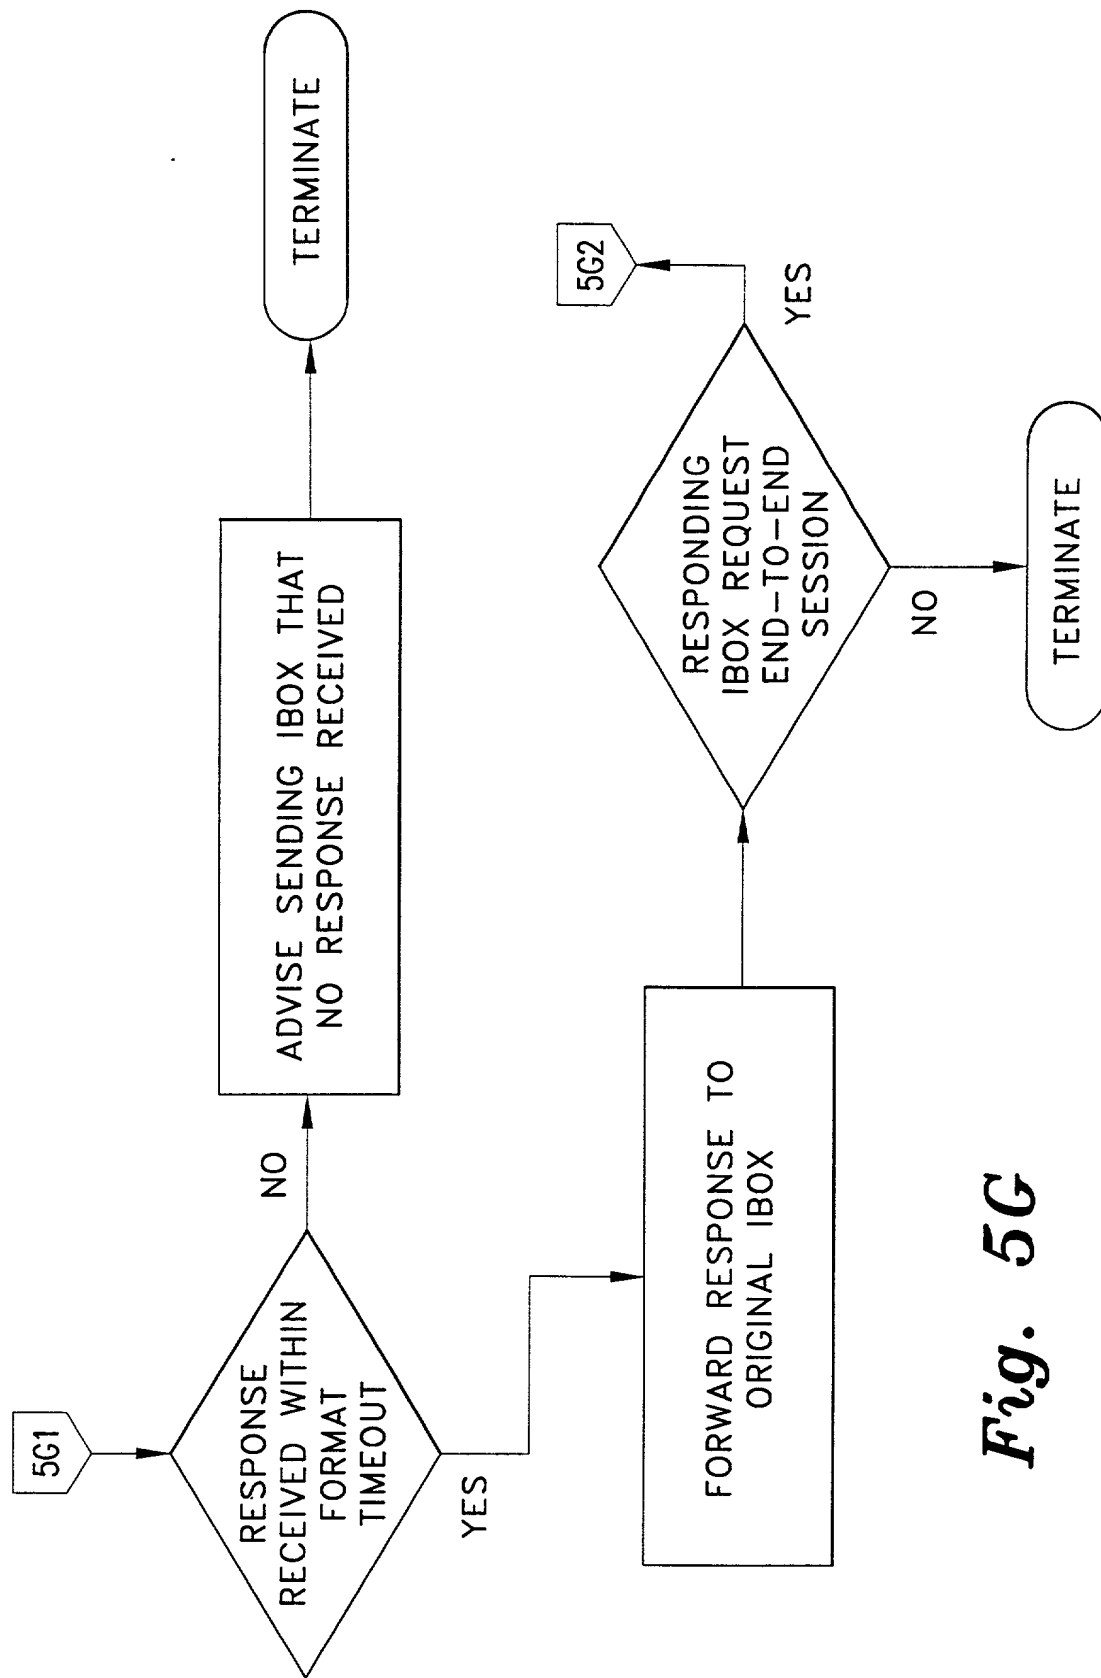 5G1
RESPONSE
RECEIVED WITHIN
FORMAT
TIMEOUT
NO
ADVISE SENDING IBOX THAT
NO RESPONSE RECEIVED
TERMINATE
YES
FORWARD RESPONSE TO
ORIGINAL IBOX
RESPONDING
IBOX REQUEST
END-TO-END
SESSION
YES
5G2
NO
TERMINATE
Fig. 5G